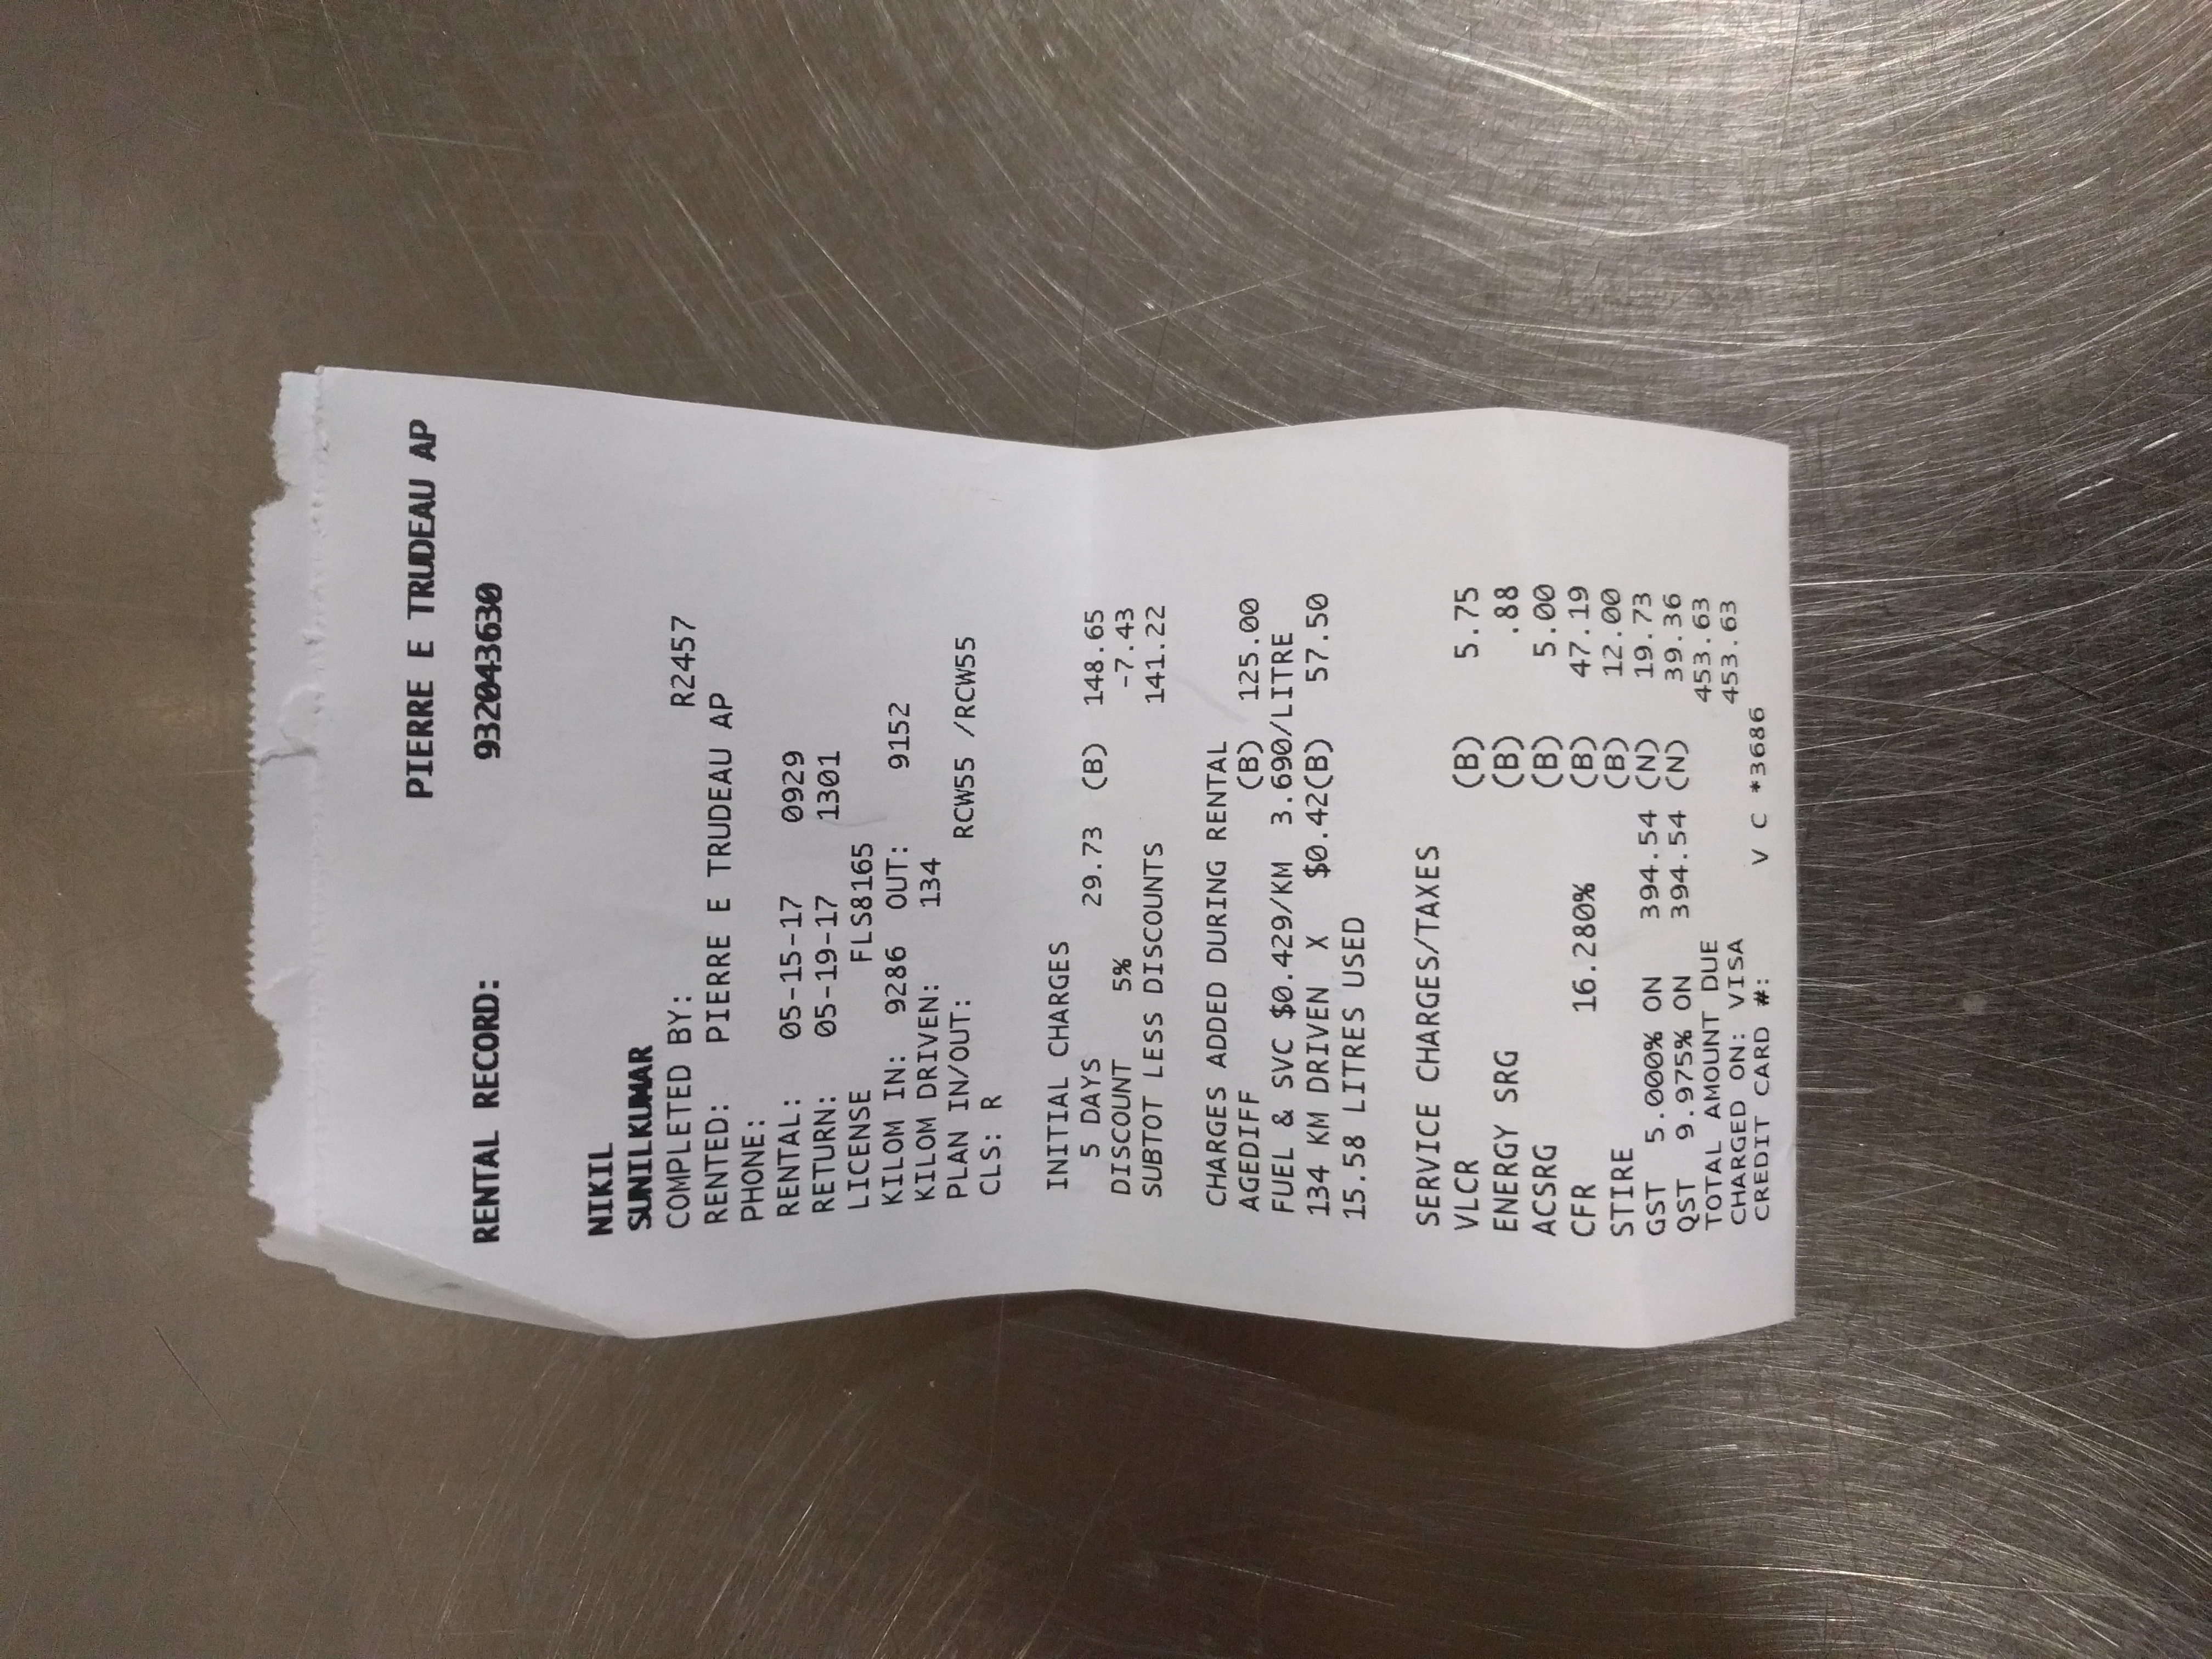 PIERRE E TRUDEAU AP
RENTAL RECORD: 932043630
NIKIL
SUNILKUMAR
COMPLETED BY: R2457
RENTED: PIERRE E TRUDEAU AP
PHONE:
RENTAL: 05-15-17 0929
RETURN: 05-19-17 1301
LICENSE FLS8165
KILOM IN: 9286 OUT: 9152
KILOM DRIVEN: 134
PLAN IN/OUT: RCW55 /RCW55
CLS: R
INITIAL CHARGES
5 DAYS 29.73 (B) 148.65
DISCOUNT 5% -7.43
SUBTOT LESS DISCOUNTS 141.22
CHARGES ADDED DURING RENTAL
AGEDIFF (B) 125.00
FUEL & SVC $0.429/KM 3.690/LITRE
134 KM DRIVEN X $0.42(B) 57.50
15.58 LITRES USED
SERVICE CHARGES/TAXES
VLCR (B) 5.75
ENERGY SRG (B) .88
ACSRG (B) 5.00
CFR 16.280% (B) 47.19
STIRE (B) 12.00
GST 5.000% ON 394.54 (N) 19.73
QST 9.975% ON 394.54 (N) 39.36
TOTAL AMOUNT DUE 453.63
CHARGED ON: VISA 453.63
CREDIT CARD #: V C *3686